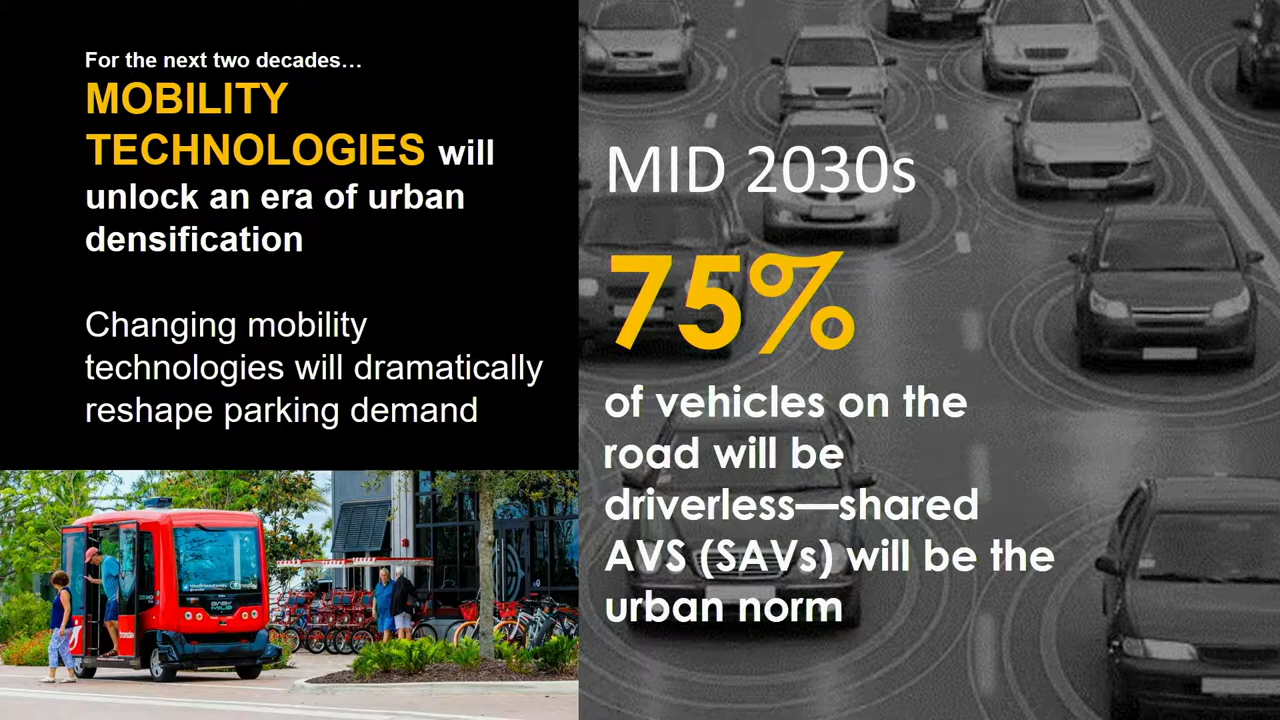 For the next two decades…
MOBILITY
TECHNOLOGIES will
unlock an era of urban
densification
Changing mobility
technologies will dramatically
reshape parking demand
MID 2030s
75%
of vehicles on the
road will be
driverless—shared
AVS (SAVs) will be the
urban norm